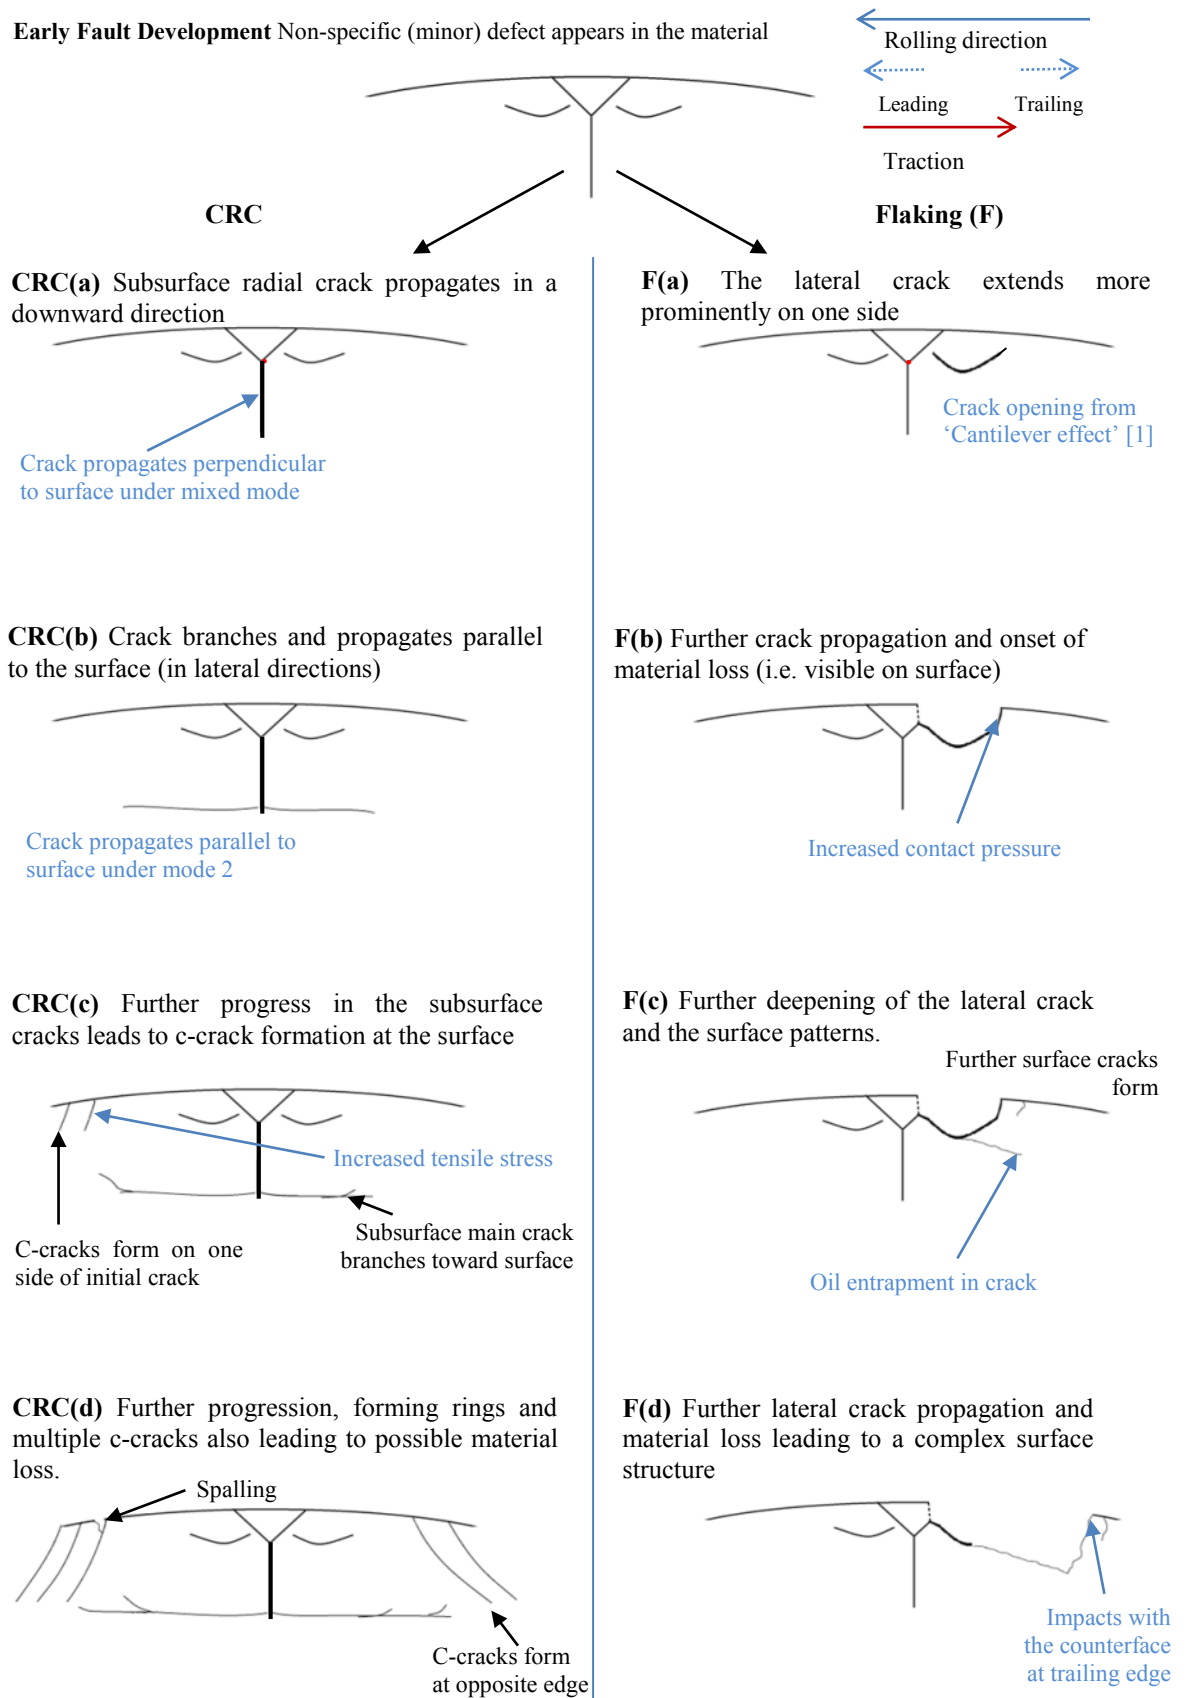 Early Fault Development Non-specific (minor) defect appears in the material
Rolling direction
Leading Trailing
Traction
CRC
Flaking (F)
CRC(a) Subsurface radial crack propagates in a
downward direction
Crack propagates perpendicular
to surface under mixed mode
F(a) The lateral crack extends more
prominently on one side
Crack opening from
‘Cantilever effect’ [1]
CRC(b) Crack branches and propagates parallel
to the surface (in lateral directions)
Crack propagates parallel to
surface under mode 2
F(b) Further crack propagation and onset of
material loss (i.e. visible on surface)
Increased contact pressure
CRC(c) Further progress in the subsurface
cracks leads to c-crack formation at the surface
Increased tensile stress
C-cracks form on one
side of initial crack
Subsurface main crack
branches toward surface
F(c) Further deepening of the lateral crack
and the surface patterns.
Further surface cracks
form
Oil entrapment in crack
CRC(d) Further progression, forming rings and
multiple c-cracks also leading to possible material
loss.
Spalling
C-cracks form
at opposite edge
F(d) Further lateral crack propagation and
material loss leading to a complex surface
structure
Impacts with
the counterface
at trailing edge